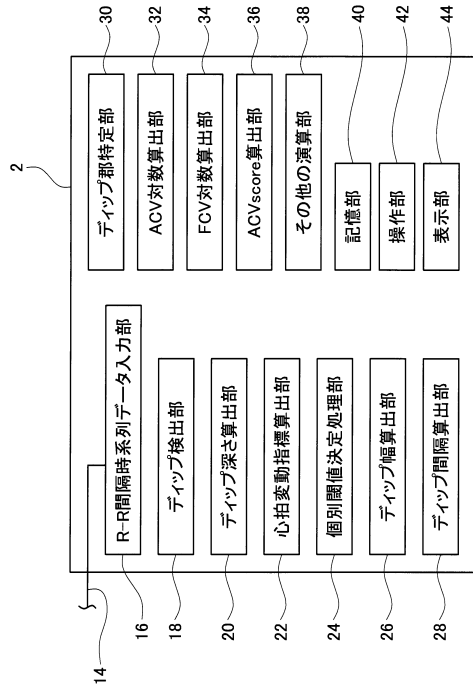 2
14
16
R-R間隔時系列データ入力部
18
ディップ検出部
20
ディップ深さ算出部
22
心拍変動指標算出部
24
個別閾値決定処理部
26
ディップ幅算出部
28
ディップ間隔算出部
ディップ郡特定部
30
ACV対数算出部
32
FCV対数算出部
34
ACVscore算出部
36
その他の演算部
38
記憶部
40
操作部
42
表示部
44